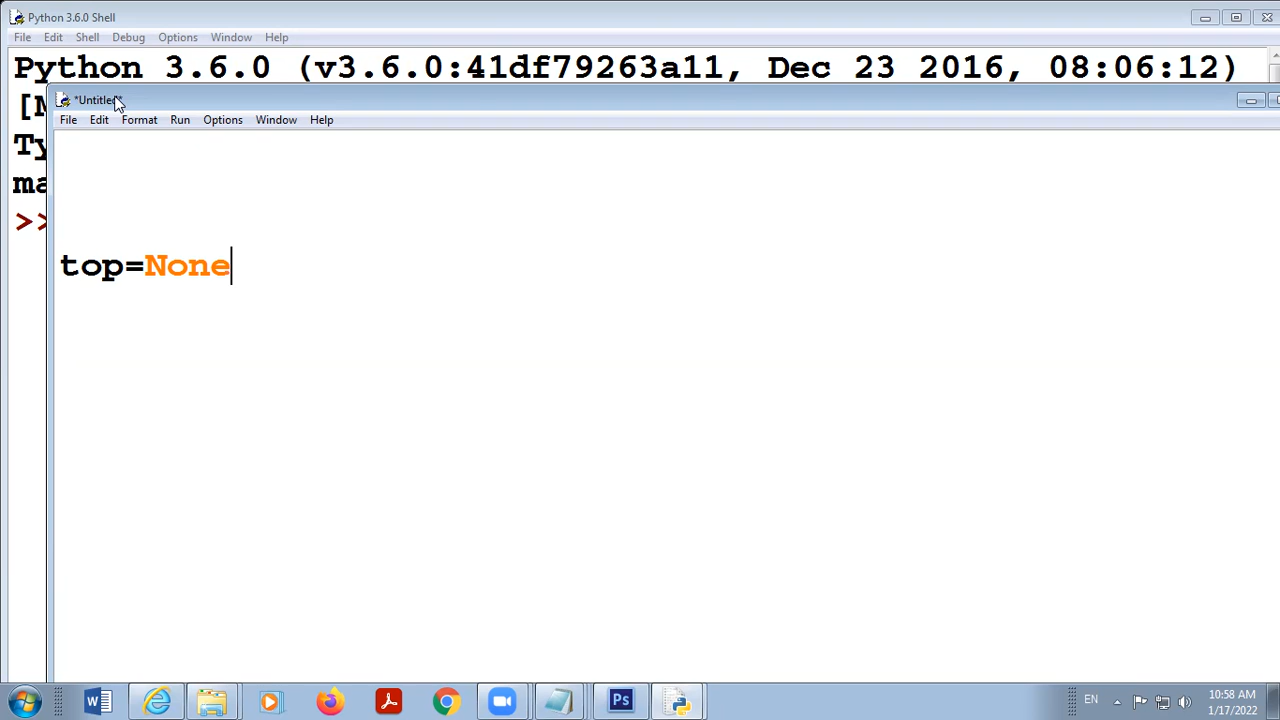 Python 3.6.0 Shell
File Edit Shell Debug Options Window Help
Python 3.6.0 (v3.6.0:41df79263a11, Dec 23 2016, 08:06:12)
[M
*Untitled*
Ty
File Edit Format Run Options Window Help
ma
>>
top=None
EN
10:58 AM
1/17/2022